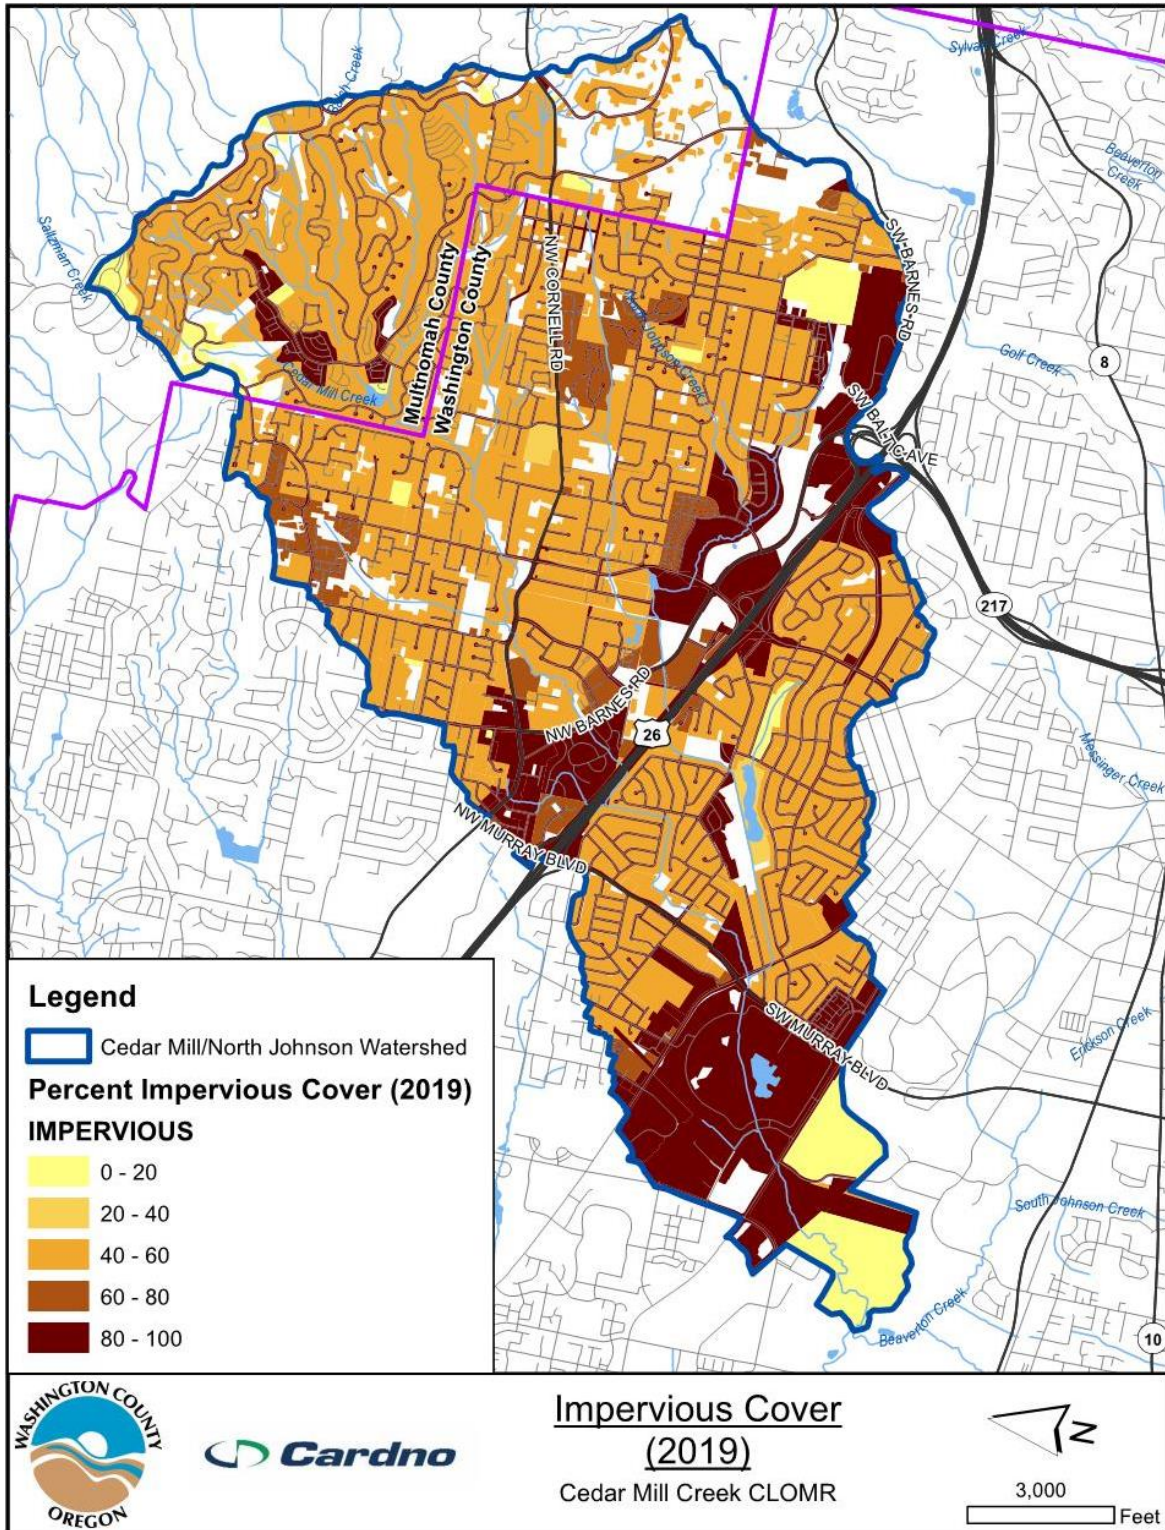 Sylvan Creek
Balch Creek
Beaverton
Creek
Saltzman Creek
SW BARNES RD
Multnomah County
Washington County
NW CORNELL RD
North Johnson Creek
Golf Creek
8
Cedar Mill Creek
SW BALTIC AVE
217
NW BARNES RD
26
Messinger Creek
NW MURRAY BLVD
SW MURRAY BLVD
Erickson Creek
South Johnson Creek
Beaverton Creek
10
Legend
Cedar Mill/North Johnson Watershed
Percent Impervious Cover (2019)
IMPERVIOUS
0 - 20
20 - 40
40 - 60
60 - 80
80 - 100
WASHINGTON COUNTY
OREGON
Cardno
Impervious Cover
(2019)
Cedar Mill Creek CLOMR
N
3,000
Feet